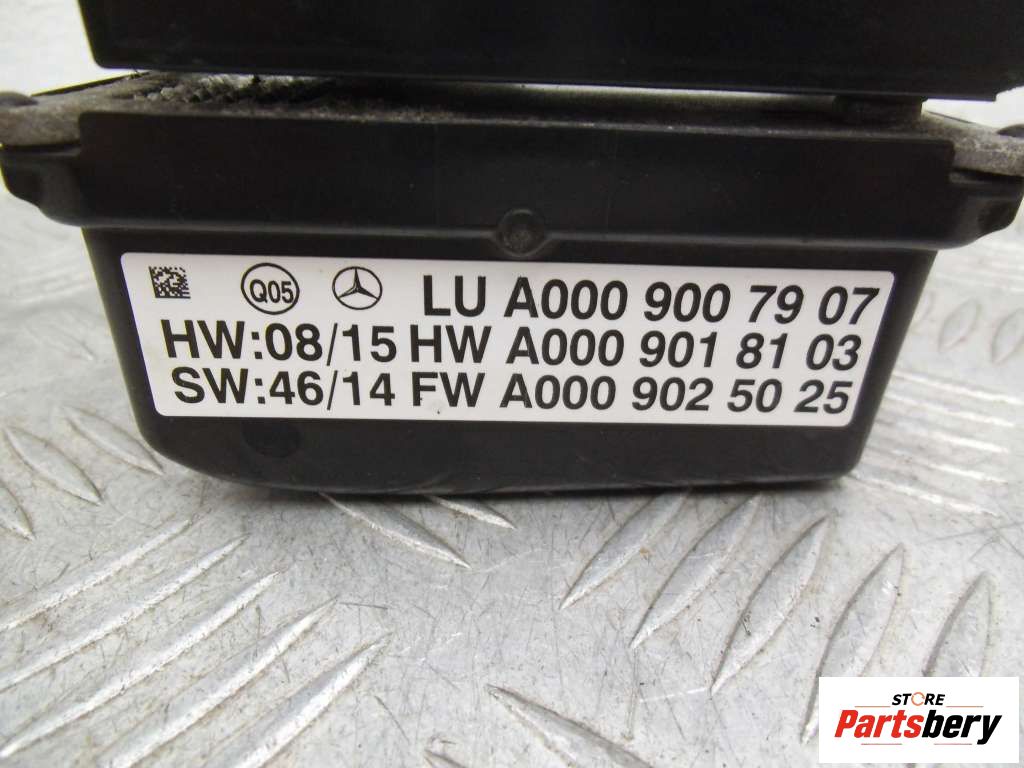 Q05 LU A000 900 79 07
HW:08/15 HW A000 901 81 03
SW:46/14 FW A000 902 50 25
STORE
Partsbery